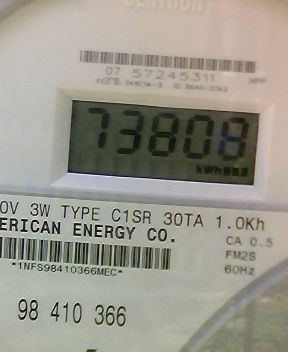 07 57245311
73808
kWh
0V 3W TYPE C1SR 30TA 1.0Kh
ERICAN ENERGY CO.
CA 0.5
FM2S
60Hz
*1NFS98410366MEC*
98 410 366